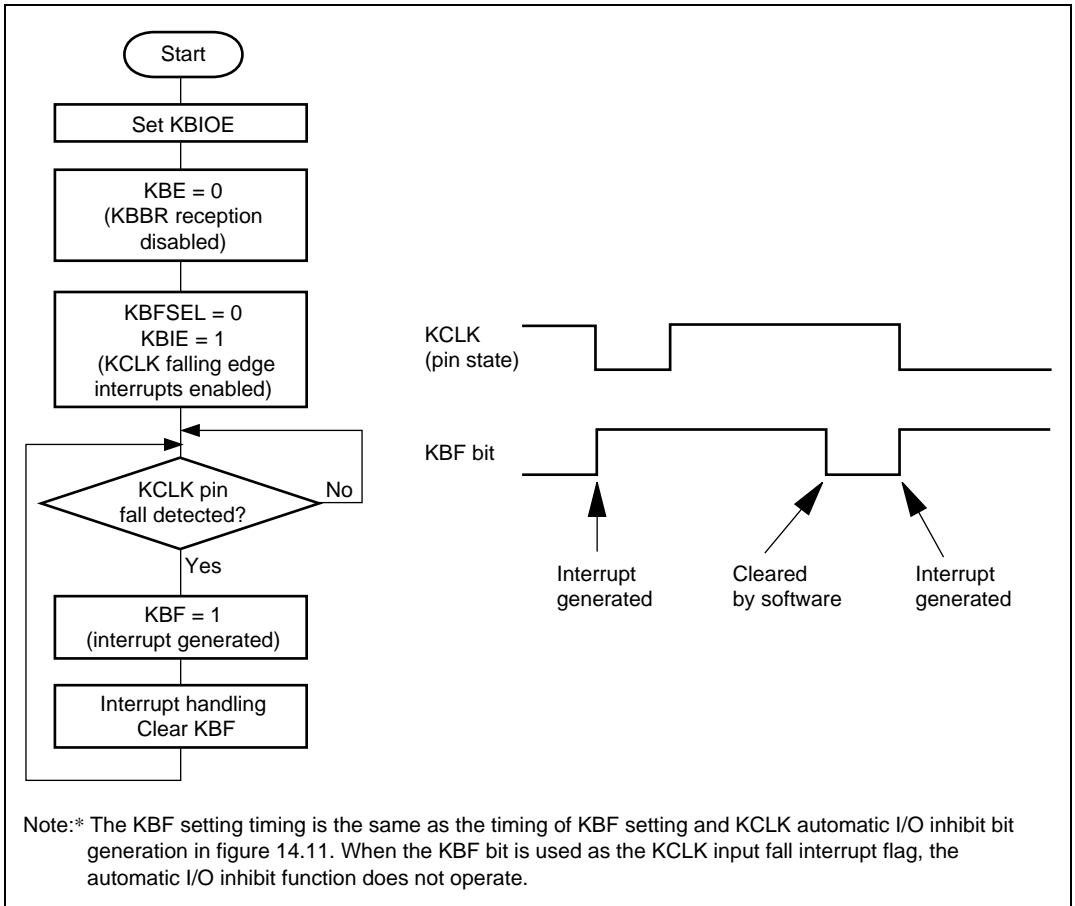 Start
Set KBIOE
KBE = 0
(KBBR reception
disabled)
KBFSEL = 0
KBIE = 1
(KCLK falling edge
interrupts enabled)
KCLK pin
fall detected?
No
Yes
KBF = 1
(interrupt generated)
Interrupt handling
Clear KBF
KCLK
(pin state)
KBF bit
Interrupt
generated
Cleared
by software
Interrupt
generated
Note:* The KBF setting timing is the same as the timing of KBF setting and KCLK automatic I/O inhibit bit
generation in figure 14.11. When the KBF bit is used as the KCLK input fall interrupt flag, the
automatic I/O inhibit function does not operate.